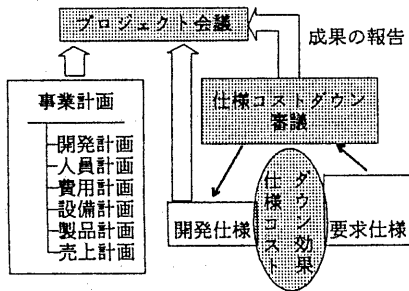 プロジェクト会議
成果の報告
事業計画
開発計画
人員計画
費用計画
設備計画
製品計画
売上計画
仕様コストダウン
審議
開発仕様
仕様コスト
ダウン効果
要求仕様